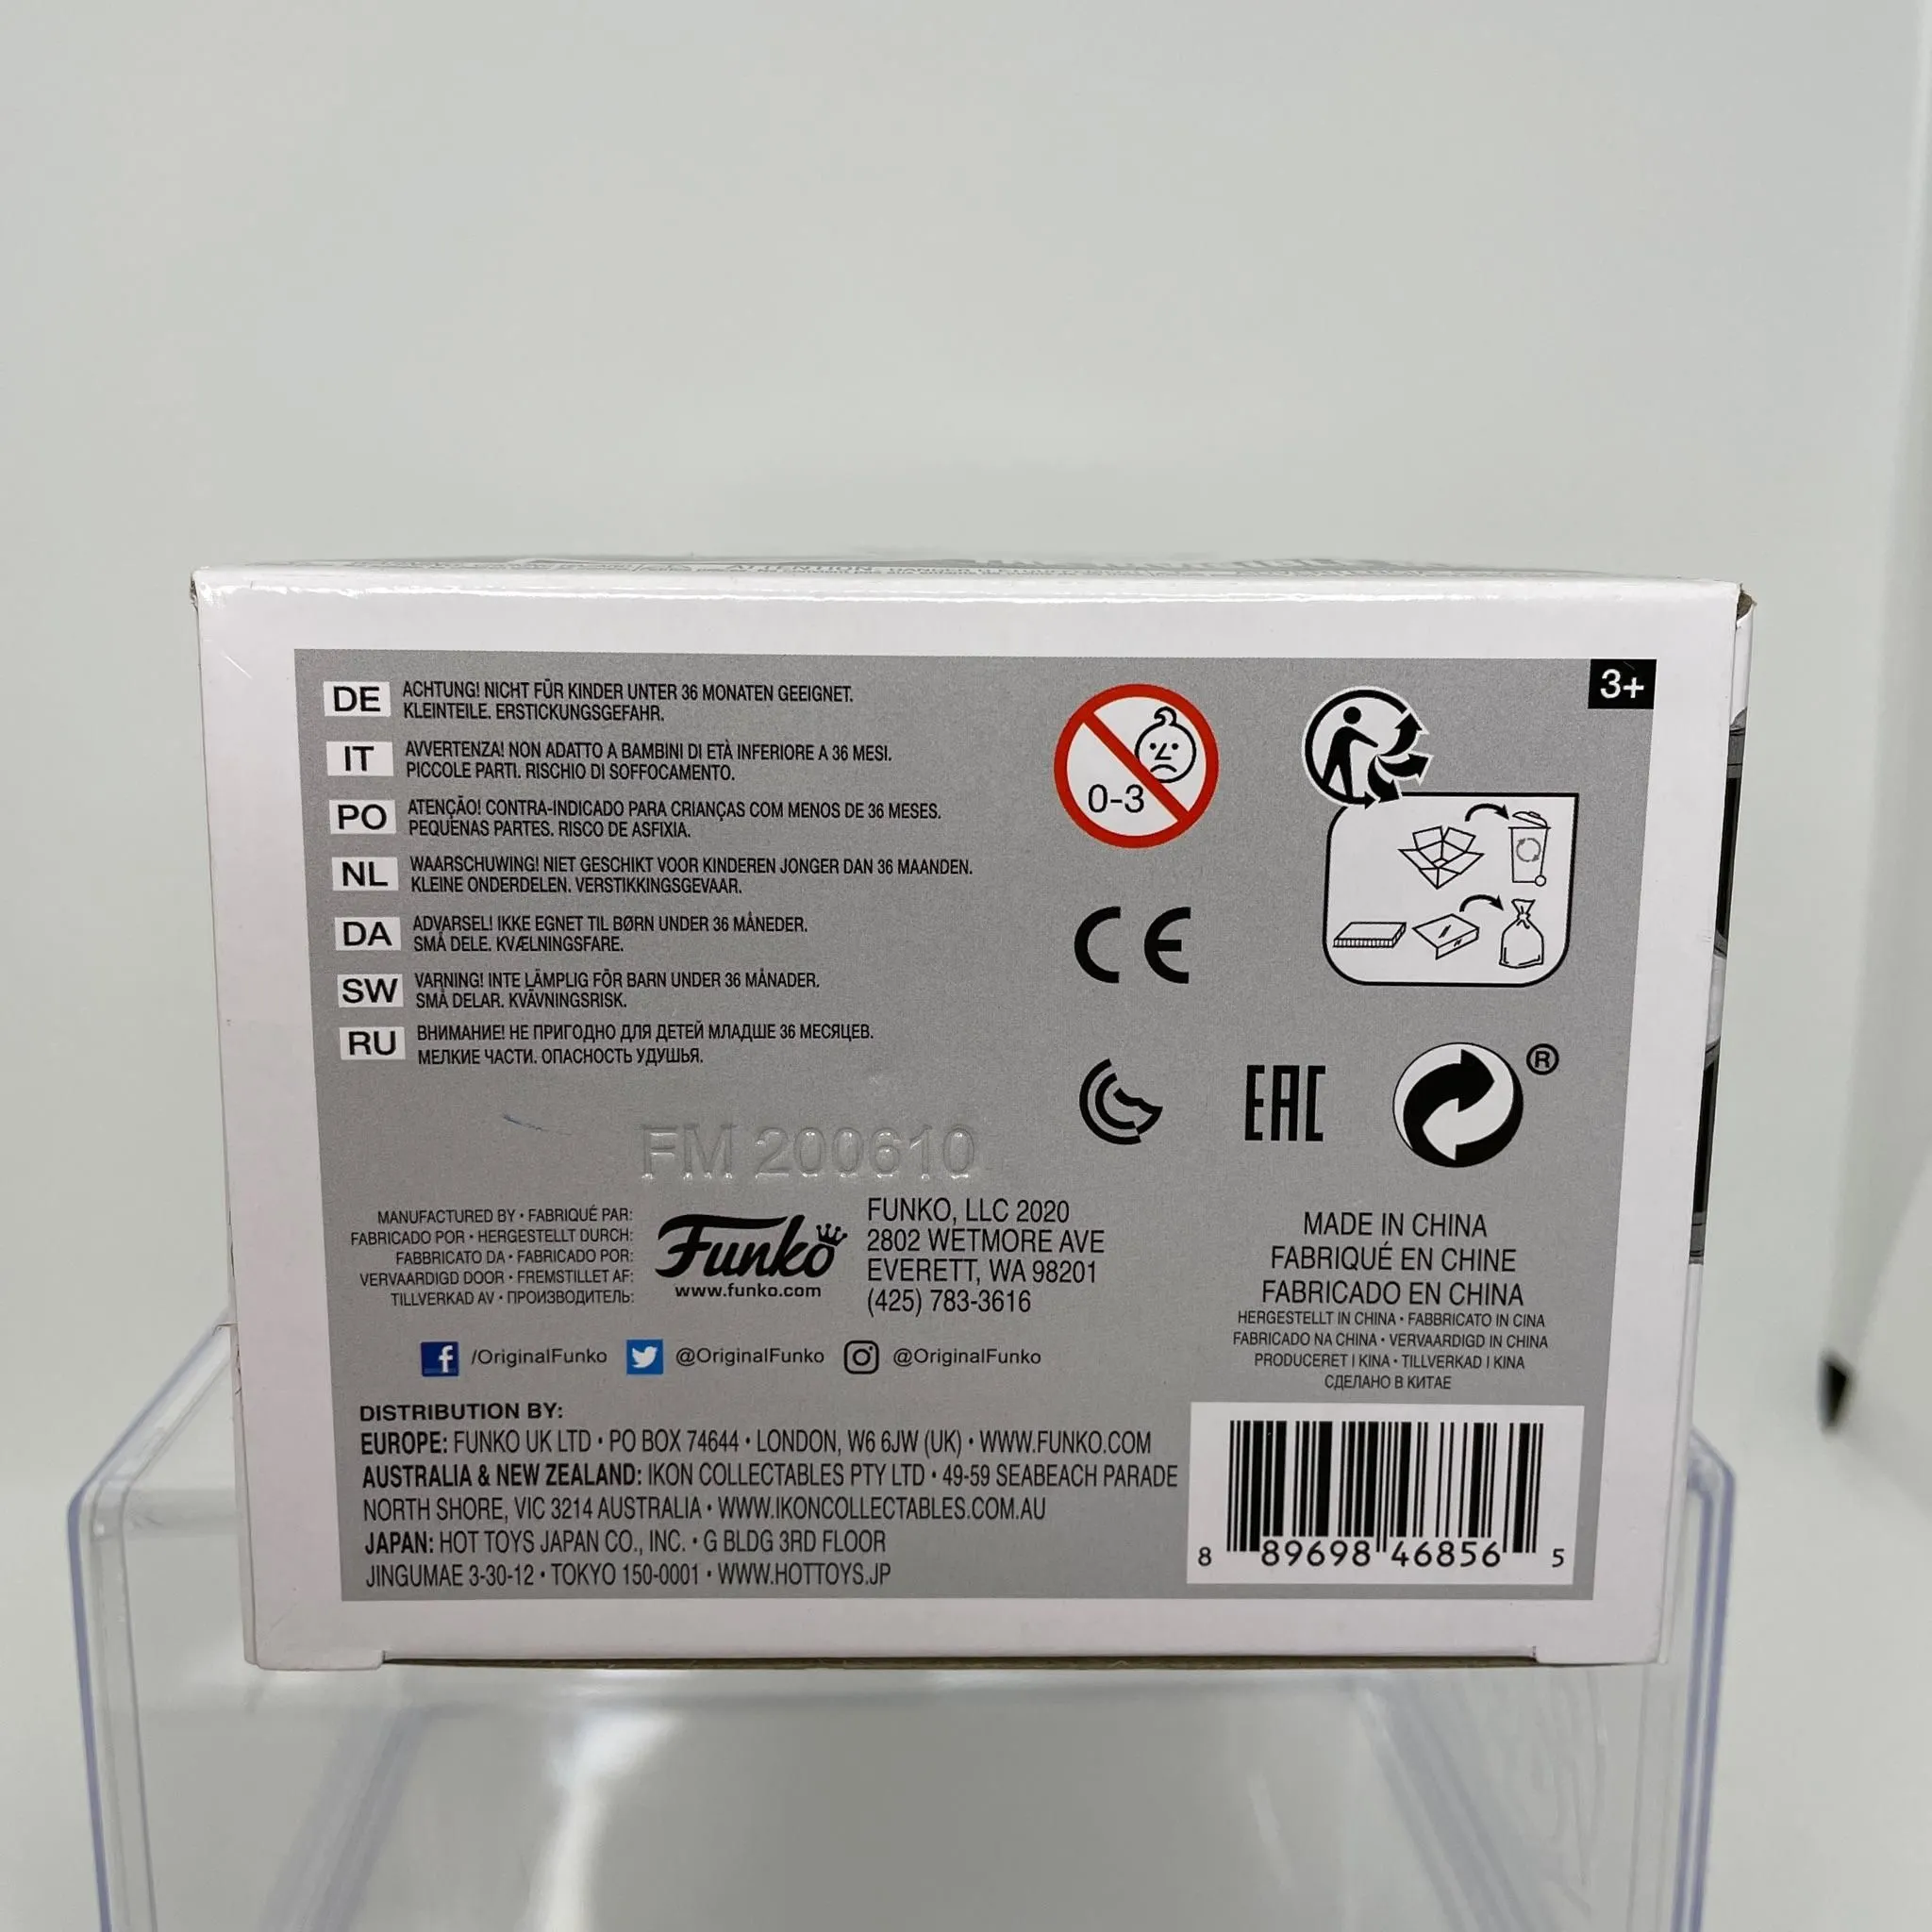 ATTENTION:
3+
DE ACHTUNG! NICHT FÜR KINDER UNTER 36 MONATEN GEEIGNET.
KLEINTEILE. ERSTICKUNGSGEFAHR.
IT AVVERTENZA! NON ADATTO A BAMBINI DI ETÀ INFERIORE A 36 MESI.
PICCOLE PARTI. RISCHIO DI SOFFOCAMENTO.
PO ATENÇÃO! CONTRA-INDICADO PARA CRIANÇAS COM MENOS DE 36 MESES.
PEQUENAS PARTES. RISCO DE ASFIXIA.
NL WAARSCHUWING! NIET GESCHIKT VOOR KINDEREN JONGER DAN 36 MAANDEN.
KLEINE ONDERDELEN. VERSTIKKINGSGEVAAR.
DA ADVARSEL! IKKE EGNET TIL BØRN UNDER 36 MÅNEDER.
SMÅ DELE. KVÆLNINGSFARE.
SW VARNING! INTE LÄMPLIG FÖR BARN UNDER 36 MÅNADER.
SMÅ DELAR. KVÄVNINGSRISK.
RU ВНИМАНИЕ! НЕ ПРИГОДНО ДЛЯ ДЕТЕЙ МЛАДШЕ 36 МЕСЯЦЕВ.
МЕЛКИЕ ЧАСТИ. ОПАСНОСТЬ УДУШЬЯ.
0-3
CE
EAC
®
FM 200610
MANUFACTURED BY • FABRIQUÉ PAR:
FABRICADO POR • HERGESTELLT DURCH:
FABBRICATO DA • FABRICADO POR:
VERVAARDIGD DOOR • FREMSTILLET AF:
TILLVERKAD AV • ПРОИЗВОДИТЕЛЬ:
Funko
www.funko.com
FUNKO, LLC 2020
2802 WETMORE AVE
EVERETT, WA 98201
(425) 783-3616
MADE IN CHINA
FABRIQUÉ EN CHINE
FABRICADO EN CHINA
HERGESTELLT IN CHINA • FABBRICATO IN CINA
FABRICADO NA CHINA • VERVAARDIGD IN CHINA
PRODUCERET I KINA • TILLVERKAD I KINA
СДЕЛАНО В КИТАЕ
f /OriginalFunko @OriginalFunko @OriginalFunko
DISTRIBUTION BY:
EUROPE: FUNKO UK LTD • PO BOX 74644 • LONDON, W6 6JW (UK) • WWW.FUNKO.COM
AUSTRALIA & NEW ZEALAND: IKON COLLECTABLES PTY LTD • 49-59 SEABEACH PARADE
NORTH SHORE, VIC 3214 AUSTRALIA • WWW.IKONCOLLECTABLES.COM.AU
JAPAN: HOT TOYS JAPAN CO., INC. • G BLDG 3RD FLOOR
JINGUMAE 3-30-12 • TOKYO 150-0001 • WWW.HOTTOYS.JP
8 89698 46856 5